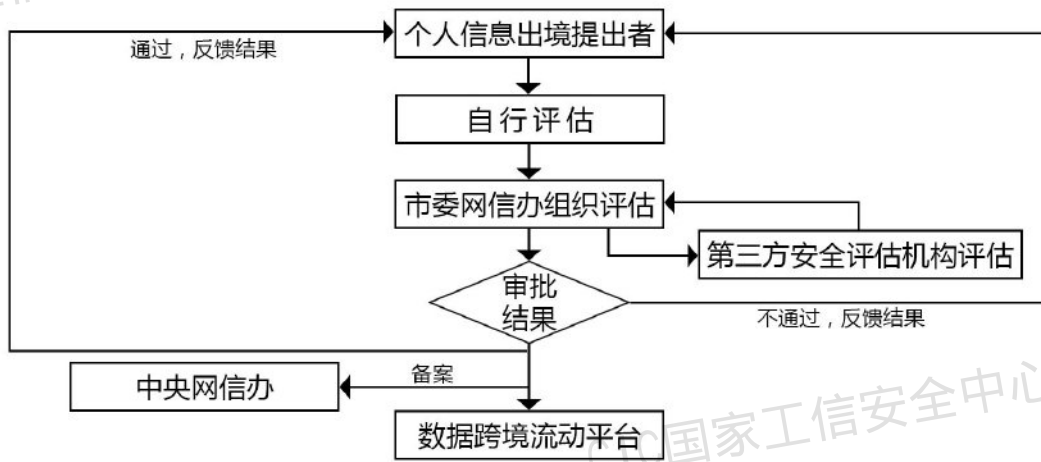 个人信息出境提出者
通过，反馈结果
自行评估
市委网信办组织评估
第三方安全评估机构评估
审批
结果
不通过，反馈结果
备案
中央网信办
数据跨境流动平台
国家工信安全中心